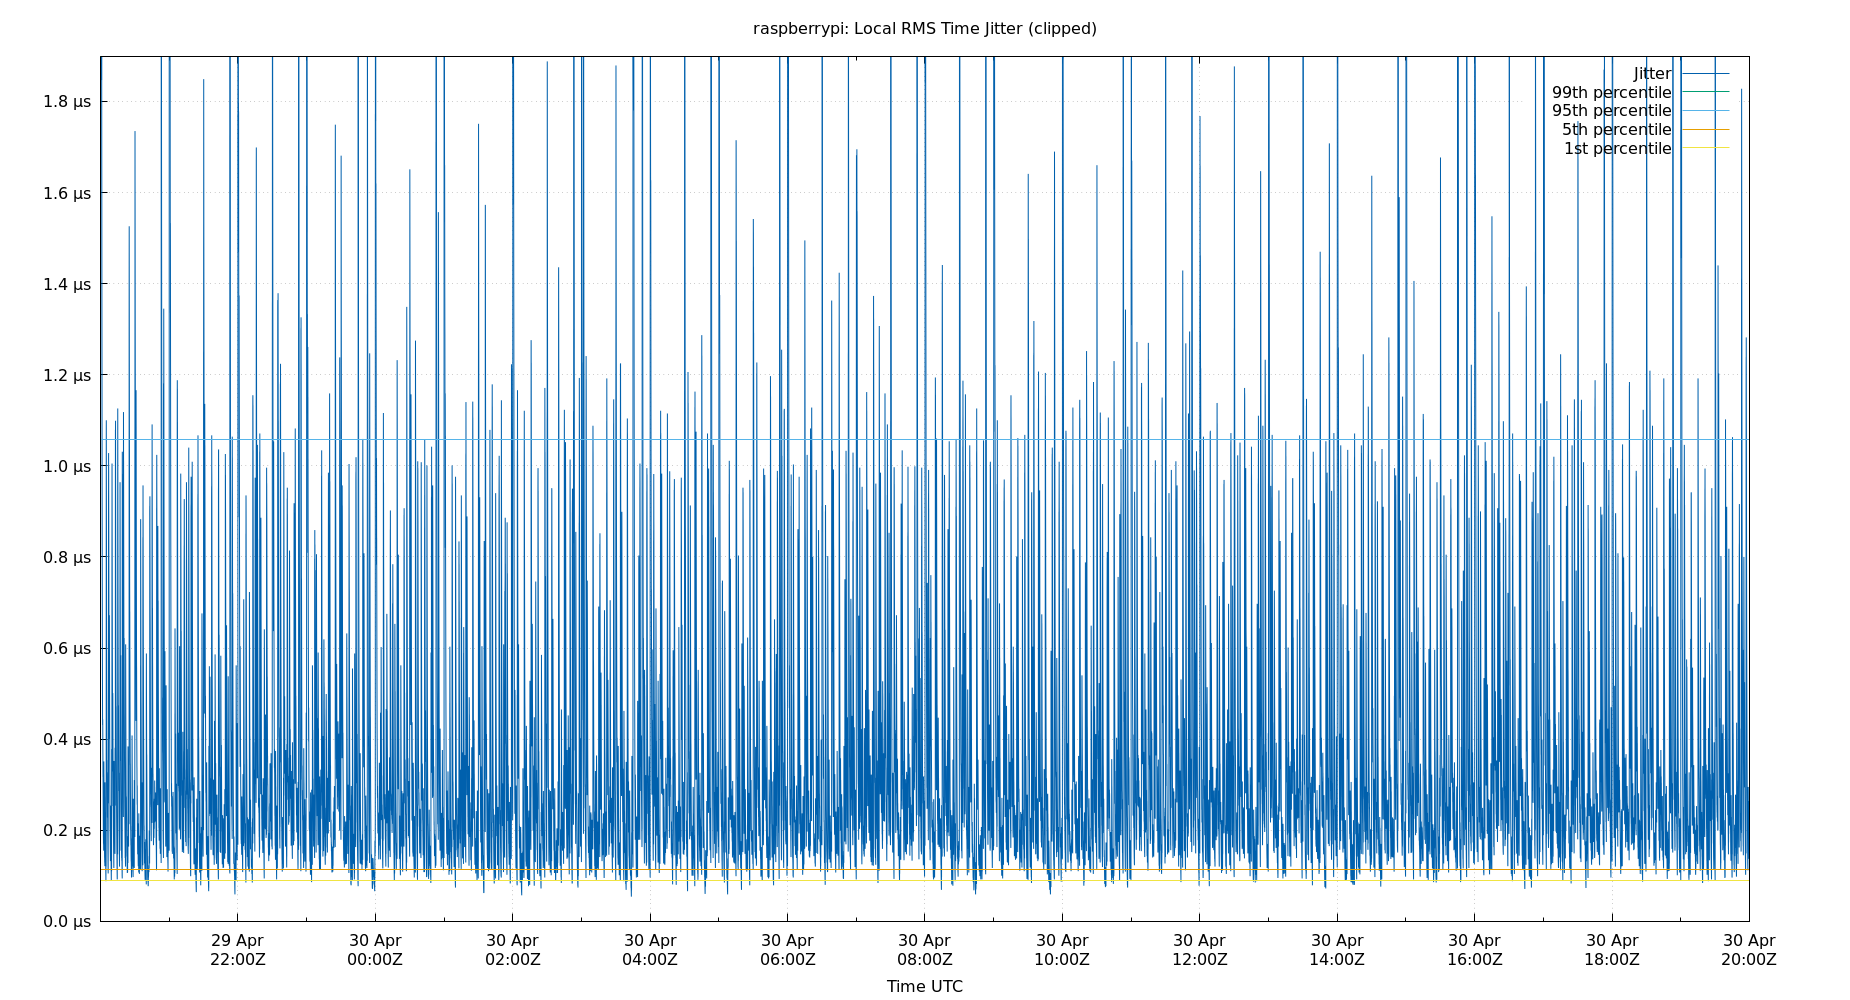 raspberrypi: Local RMS Time Jitter (clipped)
Jitter
99th percentile
95th percentile
5th percentile
1st percentile
1.8 µs
1.6 µs
1.4 µs
1.2 µs
1.0 µs
0.8 µs
0.6 µs
0.4 µs
0.2 µs
0.0 µs
29 Apr 30 Apr 30 Apr 30 Apr 30 Apr 30 Apr 30 Apr 30 Apr 30 Apr 30 Apr 30 Apr 30 Apr
22:00Z 00:00Z 02:00Z 04:00Z 06:00Z 08:00Z 10:00Z 12:00Z 14:00Z 16:00Z 18:00Z 20:00Z
Time UTC